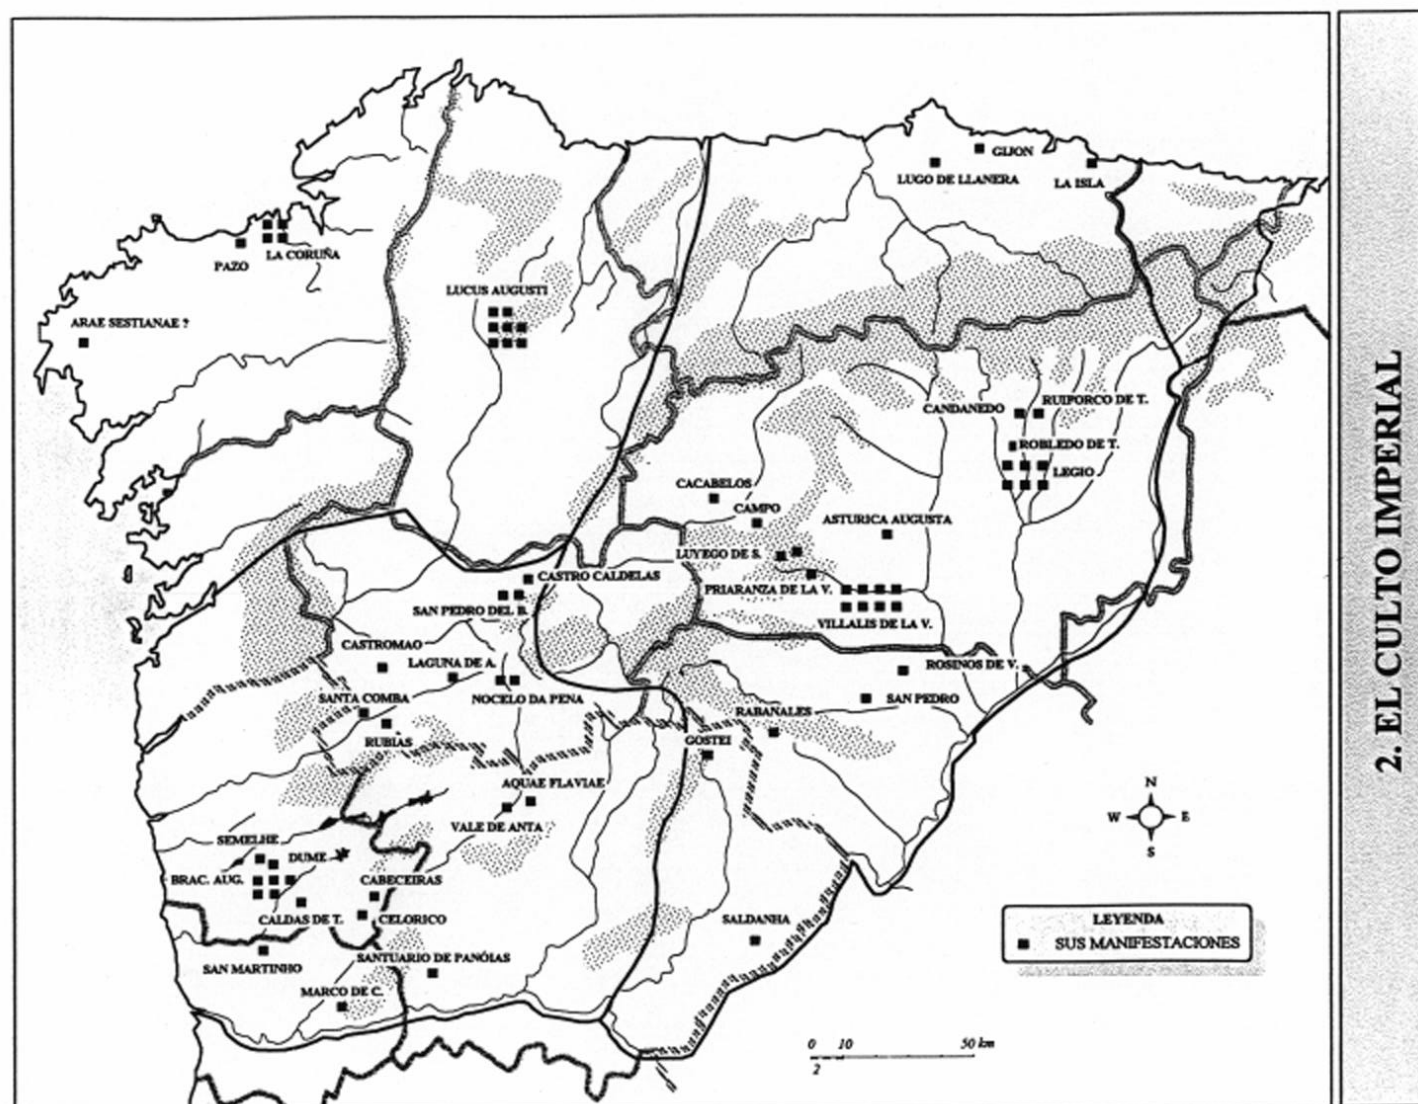 GIJON
LUGO DE LLANERA
LA ISLA
LA CORUÑA
PAZO
LUCUS AUGUSTI
ARAE SESTIANAE ?
CANDANEDO
RUIFORCO DE T.
ROBLEDO DE T.
LEGIO
CACABELOS
CAMPO
ASTURICA AUGUSTA
LUYEGO DE S.
CASTRO CALDELAS
PRIARANZA DE LA V.
SAN PEDRO DEL B.
VILLALIS DE LA V.
CASTROMAO
LAGUNA DE A.
ROSINOS DE V.
SANTA COMBA
NOCELO DA PENA
SAN PEDRO
RABANALES
RUBIAS
GOSTEI
AQUAE FLAVIAE
VALE DE ANTA
SEMELHE
DUME
BRAC. AUG.
CABECEIRAS
CALDAS DE T.
CELORICO
SALDANHA
SANTUARIO DE PANÓIAS
SAN MARTINHO
MARCO DE C.
N
W E
S
LEYENDA
SUS MANIFESTACIONES
0 10 50 km
2
2. EL CULTO IMPERIAL